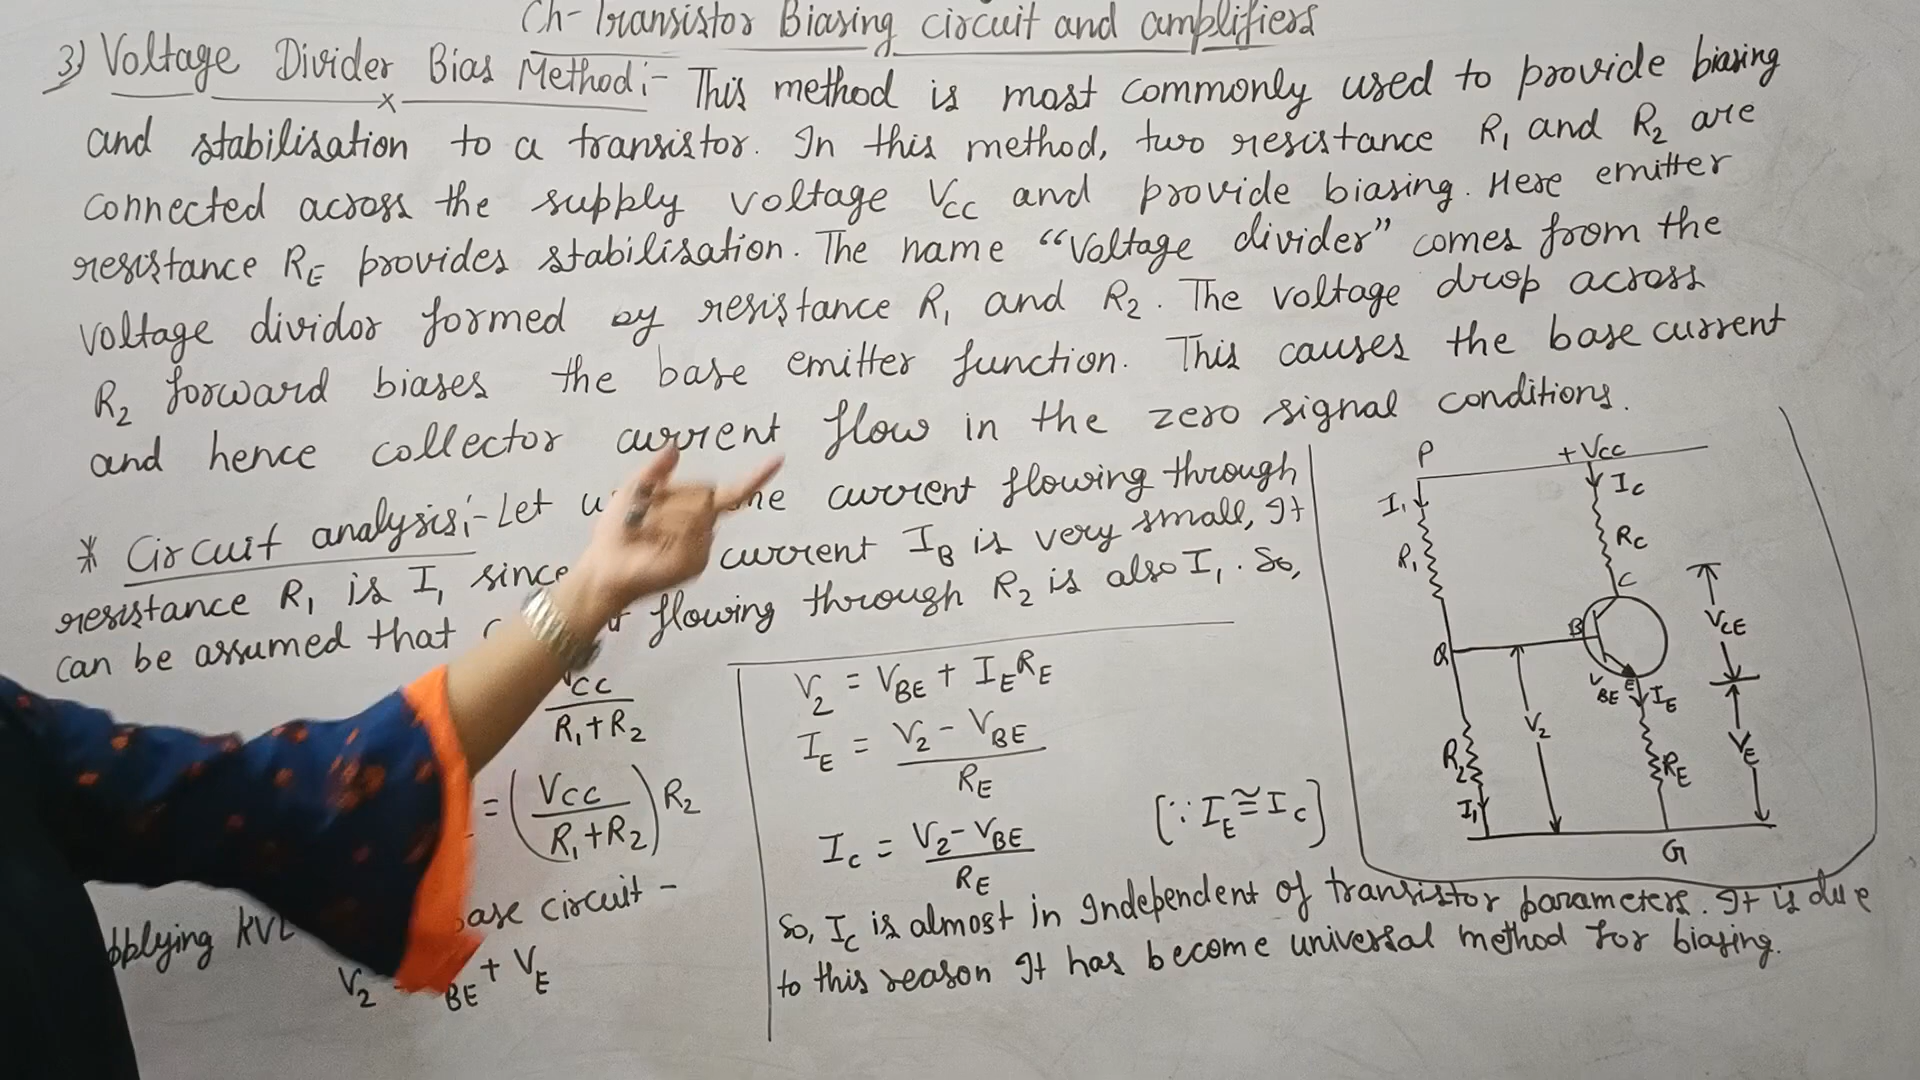 Ch- Transistor Biasing circuit and amplifiers
3) Voltage Divider Bias Method:- This method is most commonly used to provide biasing
and stabilisation to a transistor. In this method, two resistance R₁ and R₂ are
connected across the supply voltage Vcc and provide biasing. Here emitter
resistance RE provides stabilisation. The name "Voltage divider" comes from the
voltage dividor formed by resistance R₁ and R₂. The voltage drop across
R₂ forward biases the base emitter function. This causes the base current
and hence collector current flow in the zero signal conditions.
* Circuit analysis:- Let current flowing through
resistance R₁ is I₁ since current IB is very small, It
can be assumed that flowing through R₂ is also I₁. So,
Vcc
R₁+R₂
= (Vcc / R₁+R₂) R₂
pplying KVL ase circuit -
V₂ BE + VE
V₂ = VBE + IERE
IE = V₂ - VBE / RE
Ic = V₂ - VBE / RE [∵ IE ≅ Ic]
So, Ic is almost in Independent of transistor parameters. It is due
to this reason It has become universal method for biasing.
P +Vcc
I₁ Ic
R₁ Rc
C
B VCE
Q
VBE E IE
V₂
R₂ RE VE
I₁
G